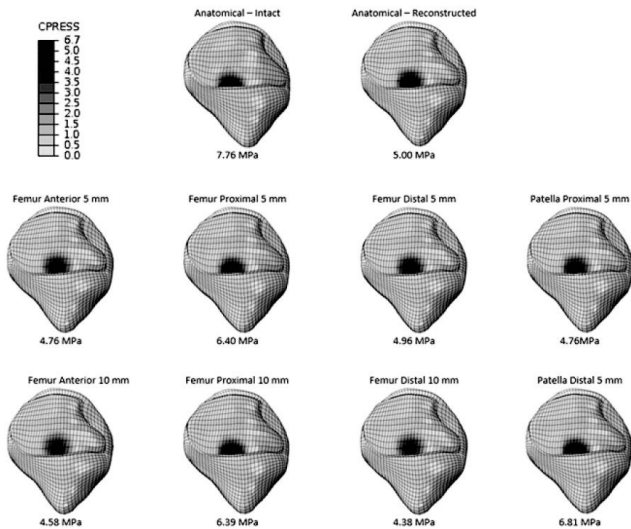 CPRESS
6.7
5.0
4.5
4.0
3.5
3.0
2.5
2.0
1.5
1.0
0.5
0.0
Anatomical – Intact
Anatomical – Reconstructed
7.76 MPa
5.00 MPa
Femur Anterior 5 mm
Femur Proximal 5 mm
Femur Distal 5 mm
Patella Proximal 5 mm
4.76 MPa
6.40 MPa
4.96 MPa
4.76MPa
Femur Anterior 10 mm
Femur Proximal 10 mm
Femur Distal 10 mm
Patella Distal 5 mm
4.58 MPa
6.39 MPa
4.38 MPa
6.81 MPa